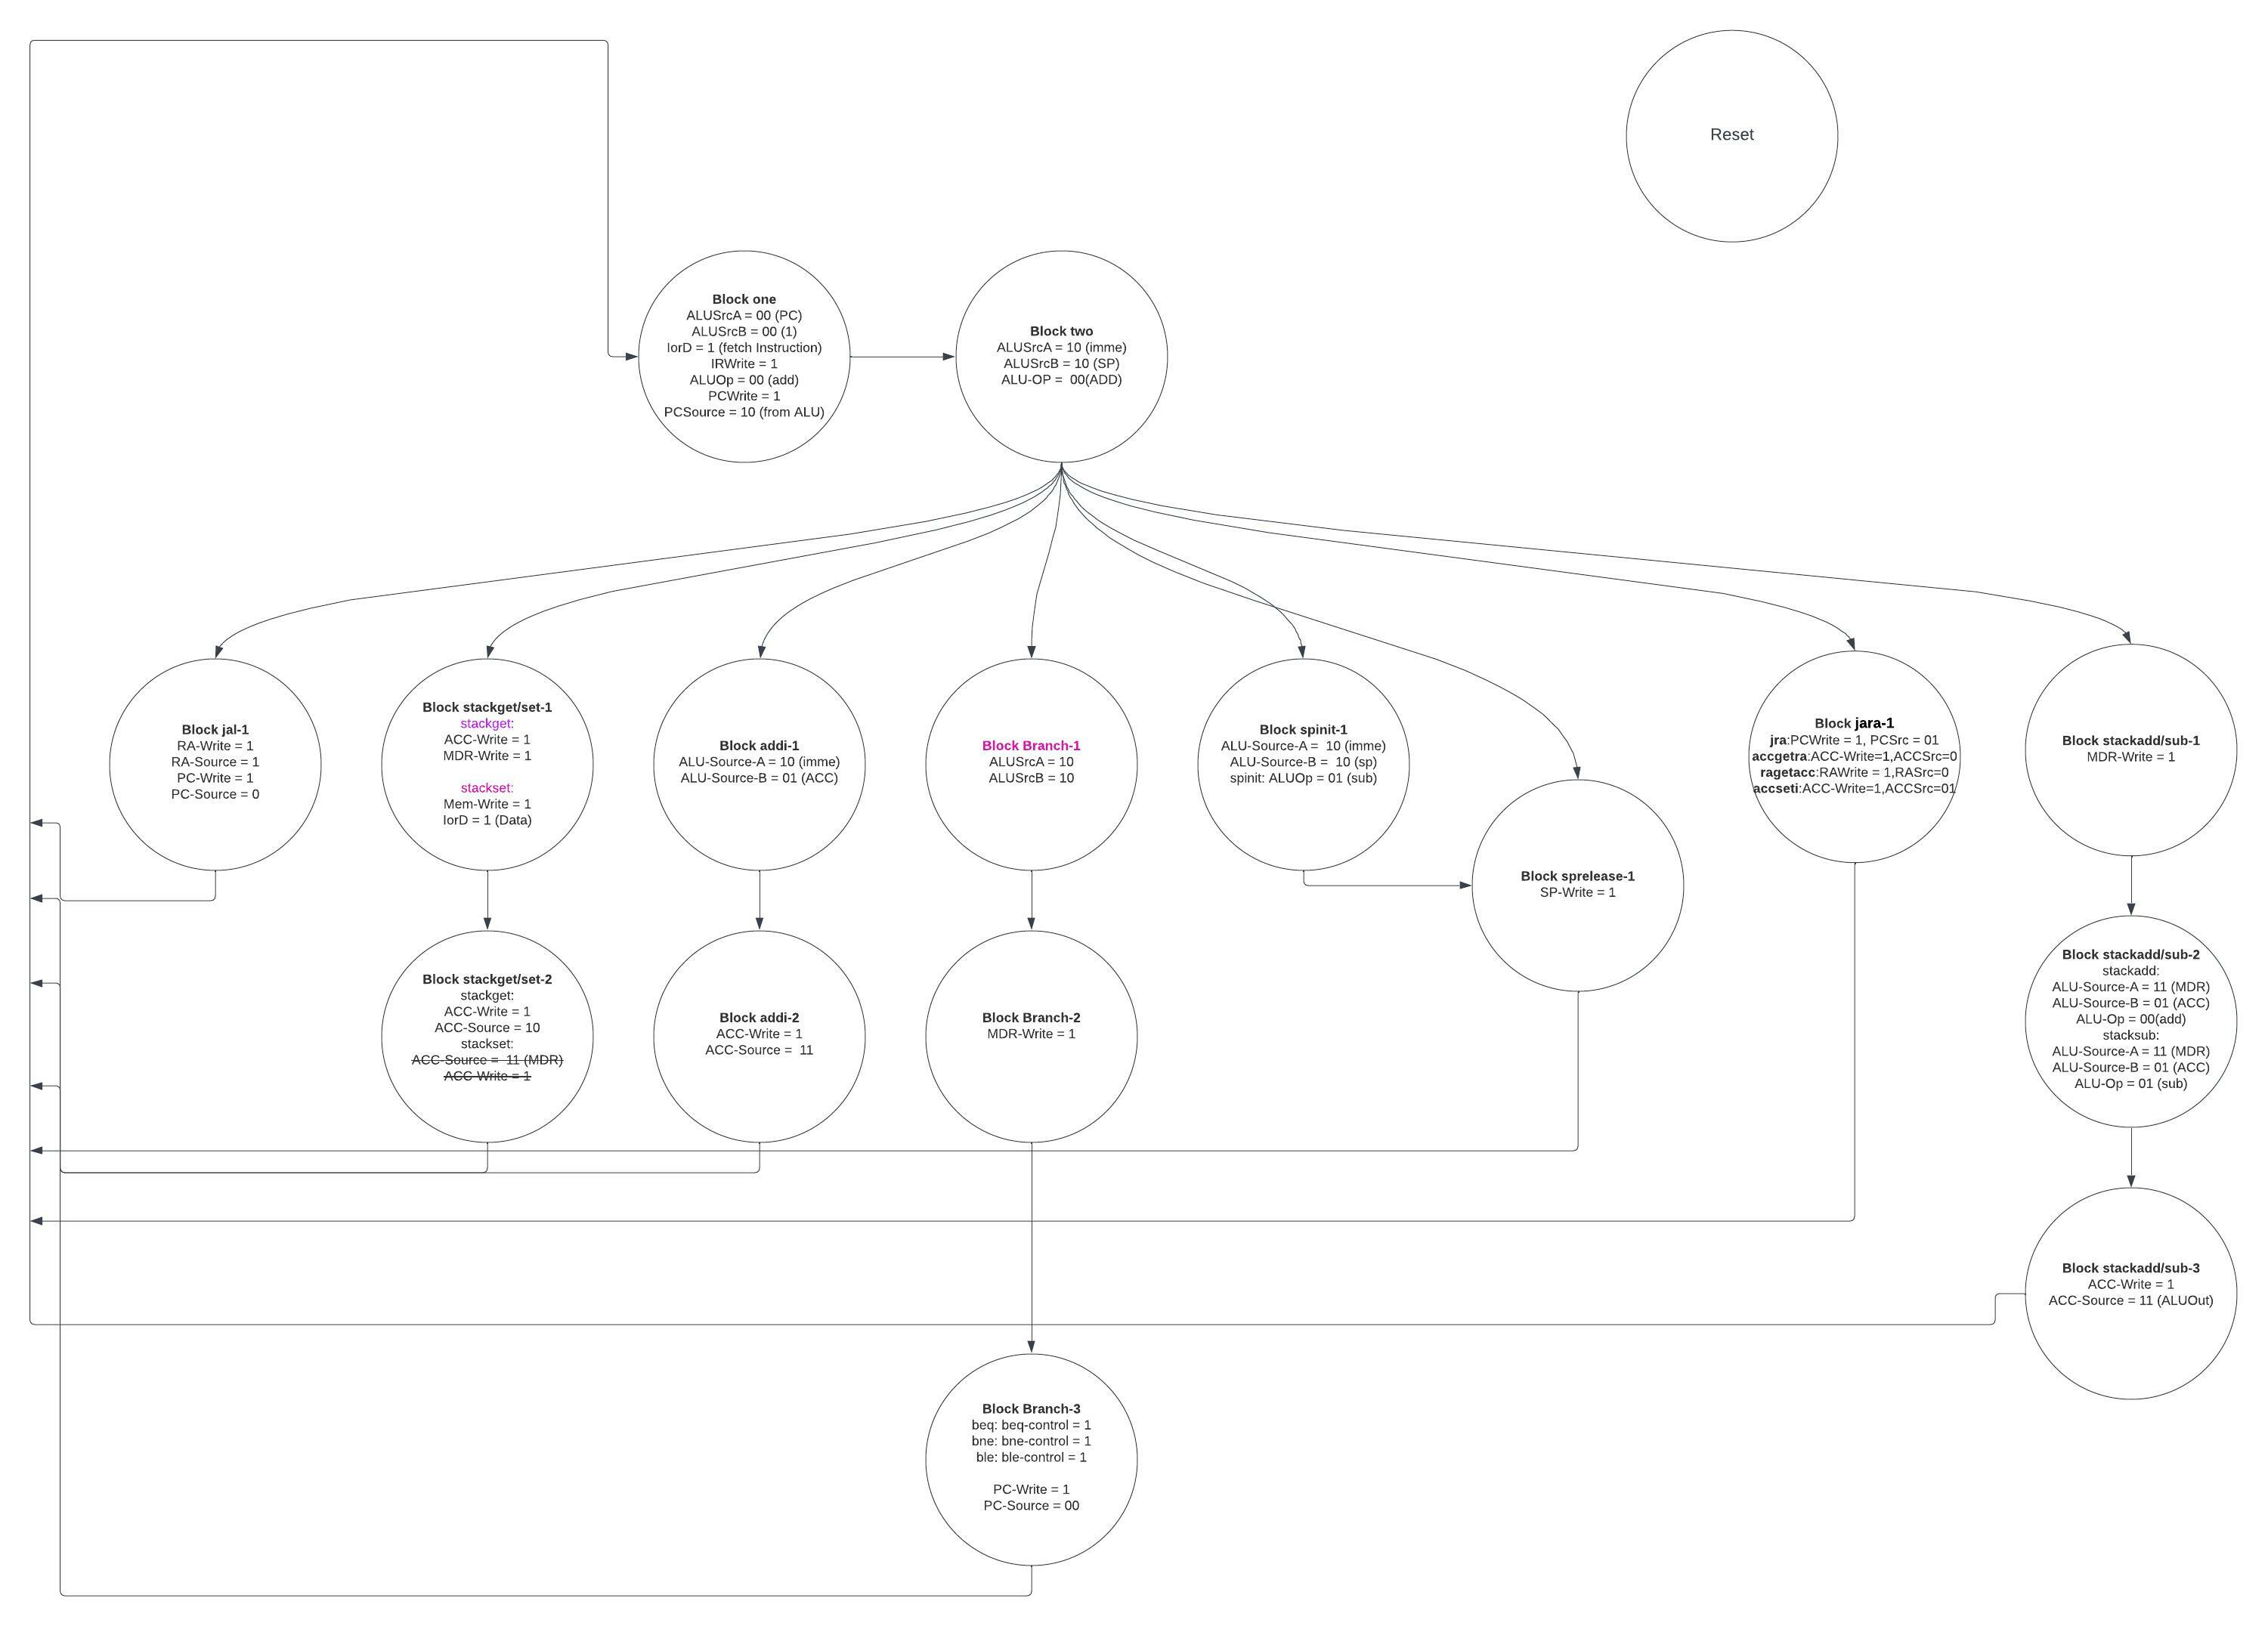 Reset
Block one
ALUSrcA = 00 (PC)
ALUSrcB = 00 (1)
IorD = 1 (fetch Instruction)
IRWrite = 1
ALUOp = 00 (add)
PCWrite = 1
PCSource = 10 (from ALU)
Block two
ALUSrcA = 10 (imme)
ALUSrcB = 10 (SP)
ALU-OP =  00(ADD)
Block jal-1
RA-Write = 1
RA-Source = 1
PC-Write = 1
PC-Source = 0
Block stackget/set-1
stackget:
ACC-Write = 1
MDR-Write = 1
stackset:
Mem-Write = 1
IorD = 1 (Data)
Block addi-1
ALU-Source-A = 10 (imme)
ALU-Source-B = 01 (ACC)
Block Branch-1
ALUSrcA = 10
ALUSrcB = 10
Block spinit-1
ALU-Source-A =  10 (imme)
ALU-Source-B =  10 (sp)
spinit: ALUOp = 01 (sub)
Block sprelease-1
SP-Write = 1
Block jara-1
jra:PCWrite = 1, PCSrc = 01
accgetra:ACC-Write=1,ACCSrc=0
ragetacc:RAWrite = 1,RASrc=0
accseti:ACC-Write=1,ACCSrc=01
Block stackadd/sub-1
MDR-Write = 1
Block stackget/set-2
stackget:
ACC-Write = 1
ACC-Source = 10
stackset:
ACC-Source =  11 (MDR)
ACC-Write = 1
Block addi-2
ACC-Write = 1
ACC-Source =  11
Block Branch-2
MDR-Write = 1
Block stackadd/sub-2
stackadd:
ALU-Source-A = 11 (MDR)
ALU-Source-B = 01 (ACC)
ALU-Op = 00(add)
stacksub:
ALU-Source-A = 11 (MDR)
ALU-Source-B = 01 (ACC)
ALU-Op = 01 (sub)
Block stackadd/sub-3
ACC-Write = 1
ACC-Source = 11 (ALUOut)
Block Branch-3
beq: beq-control = 1
bne: bne-control = 1
ble: ble-control = 1
PC-Write = 1
PC-Source = 00